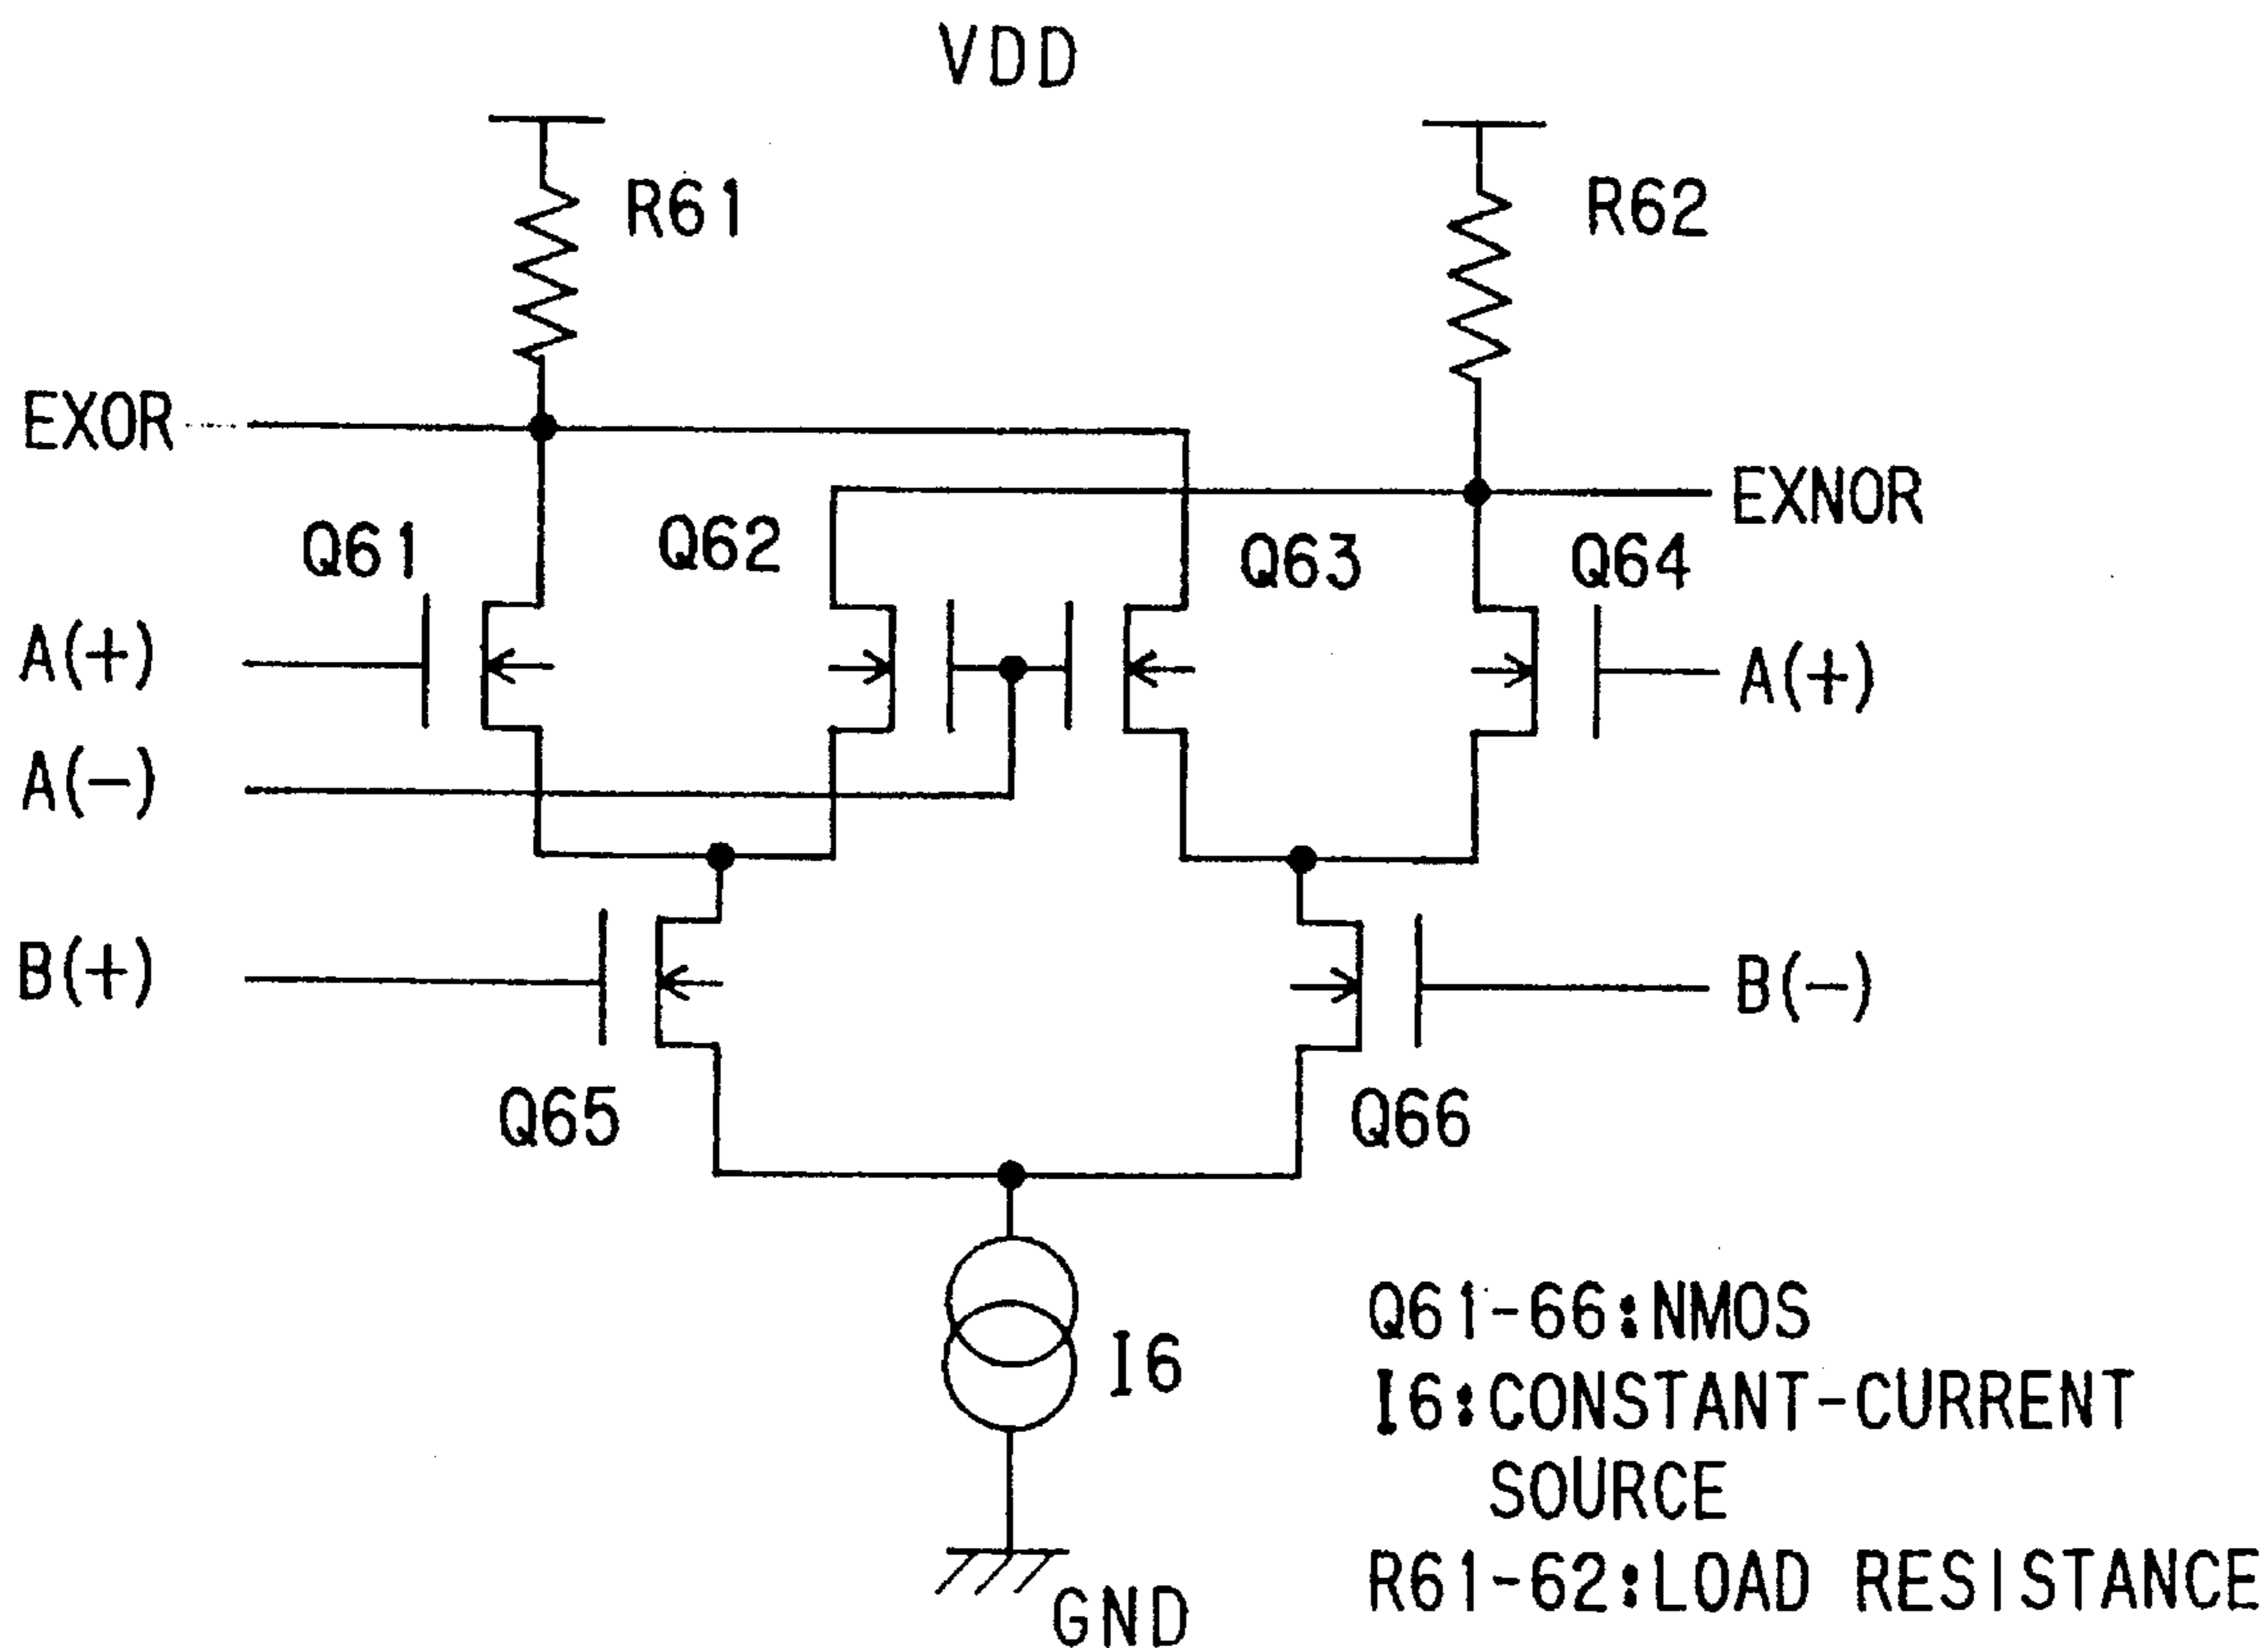 VDD
R61
R62
EXOR
EXNOR
Q61
Q62
Q63
Q64
A(+)
A(+)
A(-)
B(+)
B(-)
Q65
Q66
I6
Q61-66:NMOS
I6:CONSTANT-CURRENT
SOURCE
R61-62:LOAD RESISTANCE
GND